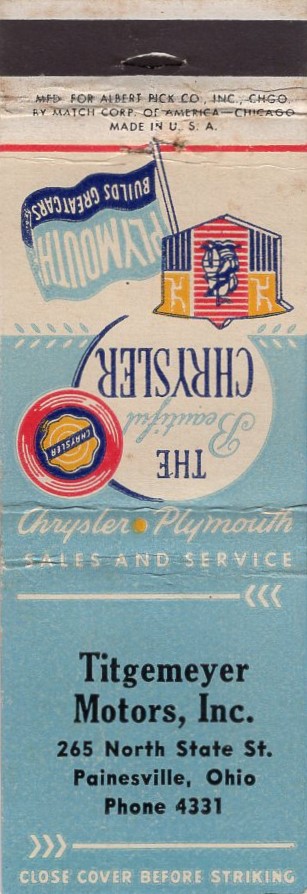 MFD. FOR ALBERT PICK CO., INC., CHGO.
BY MATCH CORP. OF AMERICA—CHICAGO
MADE IN U. S. A.
PLYMOUTH
BUILDS GREAT CARS
THE
Beautiful
CHRYSLER
CHRYSLER
Chrysler • Plymouth
SALES AND SERVICE
Titgemeyer
Motors, Inc.
265 North State St.
Painesville, Ohio
Phone 4331
CLOSE COVER BEFORE STRIKING